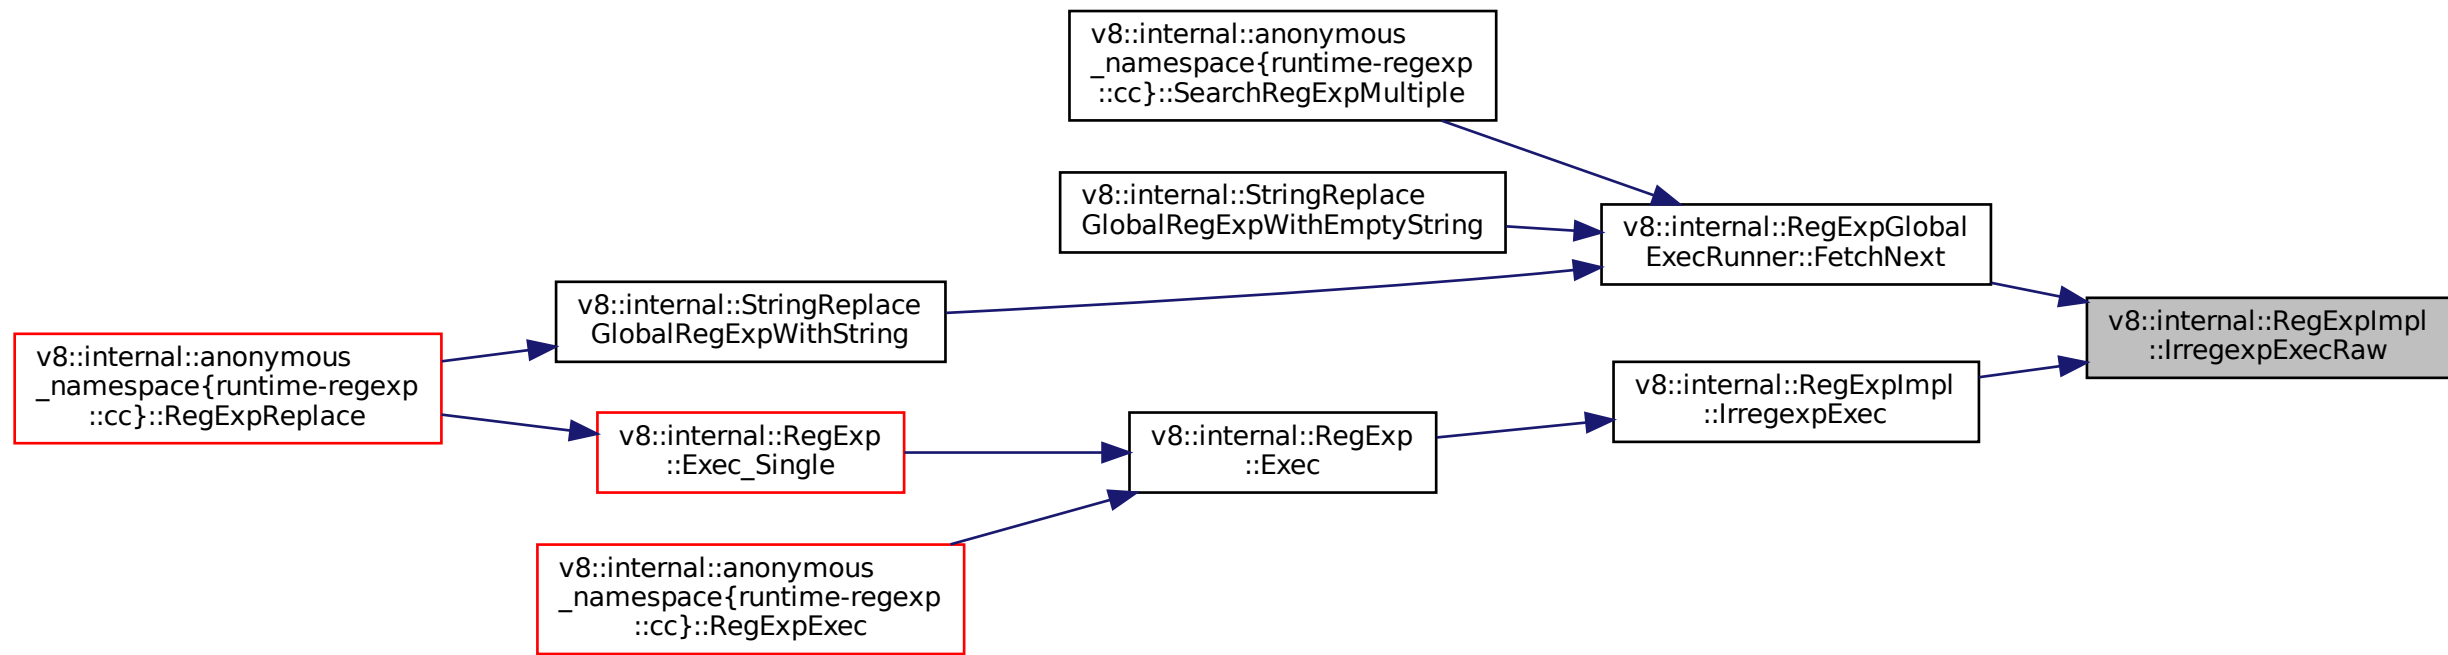 v8::internal::anonymous
_namespace{runtime-regexp
::cc}::SearchRegExpMultiple
v8::internal::StringReplace
GlobalRegExpWithEmptyString
v8::internal::RegExpGlobal
ExecRunner::FetchNext
v8::internal::StringReplace
GlobalRegExpWithString
v8::internal::RegExpImpl
::IrregexpExecRaw
v8::internal::anonymous
_namespace{runtime-regexp
::cc}::RegExpReplace
v8::internal::RegExpImpl
::IrregexpExec
v8::internal::RegExp
::Exec_Single
v8::internal::RegExp
::Exec
v8::internal::anonymous
_namespace{runtime-regexp
::cc}::RegExpExec